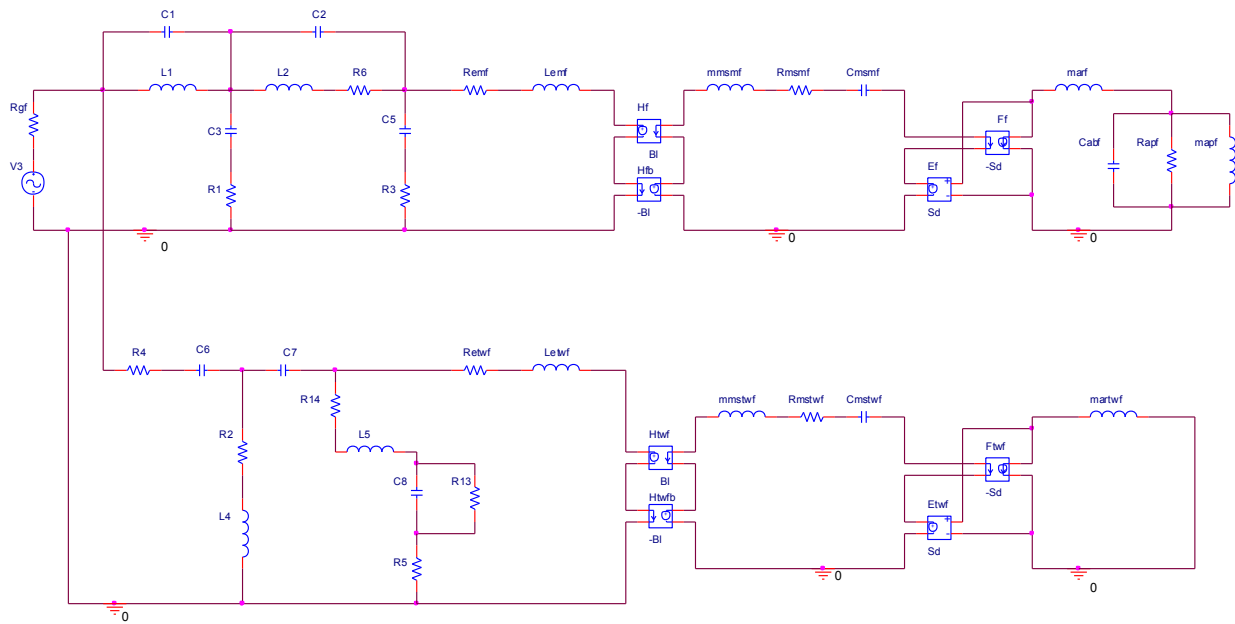 C1 C2
L1 L2 R6 Remf Lemf mmsmf Rmsmf Cmsmf marf
Rgf C3 C5 Hf Ff Cabf Rapf mapf
Bl
V3 R1 R3 Hfb Ef -Sd
-Bl Sd
0 0 0
R4 C6 C7 Retwf Letwf
R14 mmstwf Rmstwf Cmstwf martwf
R2 L5 Htwf Ftwf
C8 R13 Bl -Sd
L4 Htwfb Etwf
R5 -Bl Sd
0 0
0